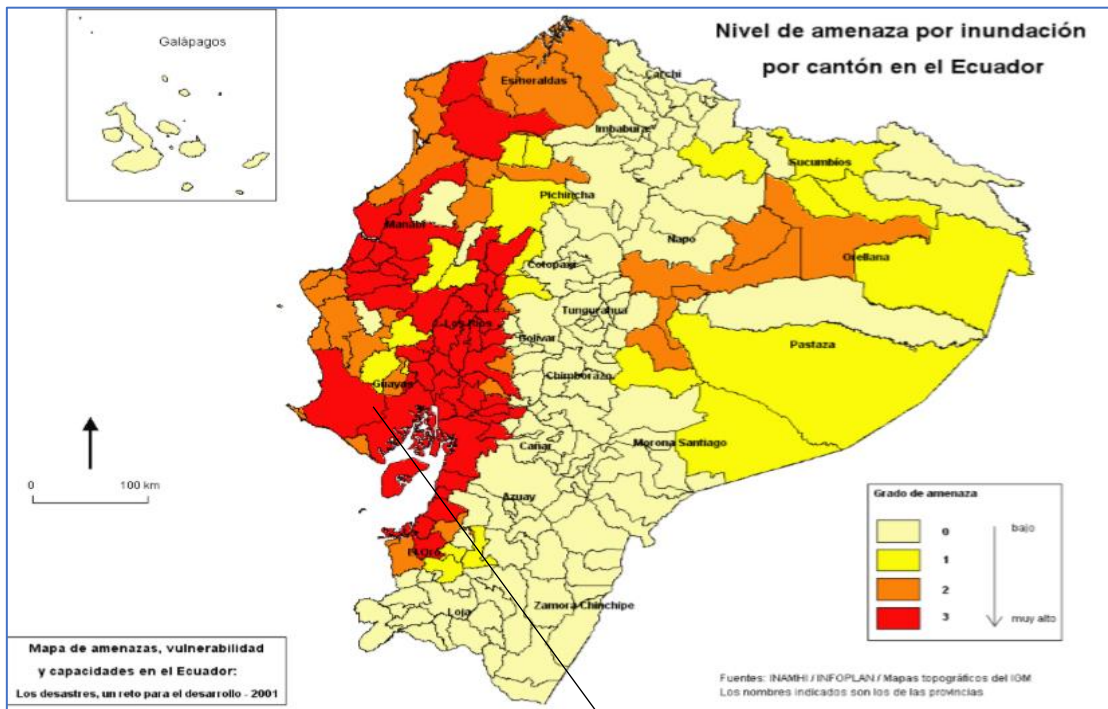 Galápagos
Nivel de amenaza por inundación
por cantón en el Ecuador
Carchi
Esmeraldas
Imbabura
Sucumbíos
Pichincha
Manabí
Napo
Orellana
Cotopaxi
Tungurahua
Los Ríos
Bolívar
Pastaza
Chimborazo
Guayas
Morona Santiago
Cañar
0 100 km
Azuay
El Oro
Zamora Chinchipe
Loja
Grado de amenaza
0 bajo
1
2
3 muy alto
Mapa de amenazas, vulnerabilidad
y capacidades en el Ecuador:
Los desastres, un reto para el desarrollo - 2001
Fuentes: INAMHI / INFOPLAN / Mapas topográficos del IGM
Los nombres indicados son los de las provincias